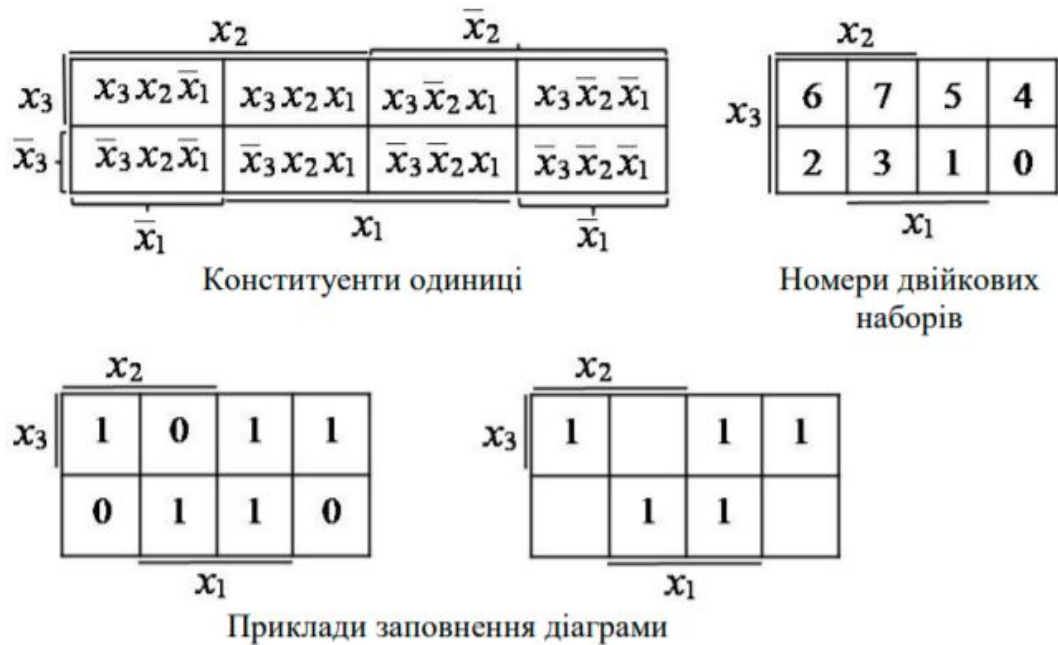 x₂ x̄₂
x₃ x₃x₂x̄₁ x₃x₂x₁ x₃x̄₂x₁ x₃x̄₂x̄₁
x̄₃ x̄₃x₂x̄₁ x̄₃x₂x₁ x̄₃x̄₂x₁ x̄₃x̄₂x̄₁
x̄₁ x₁ x̄₁
Конституенти одиниці
x₂
x₃ 6 7 5 4
2 3 1 0
x₁
Номери двійкових
наборів
x₂
x₃ 1 0 1 1
0 1 1 0
x₁
x₂
x₃ 1 1 1
1 1
x₁
Приклади заповнення діаграми